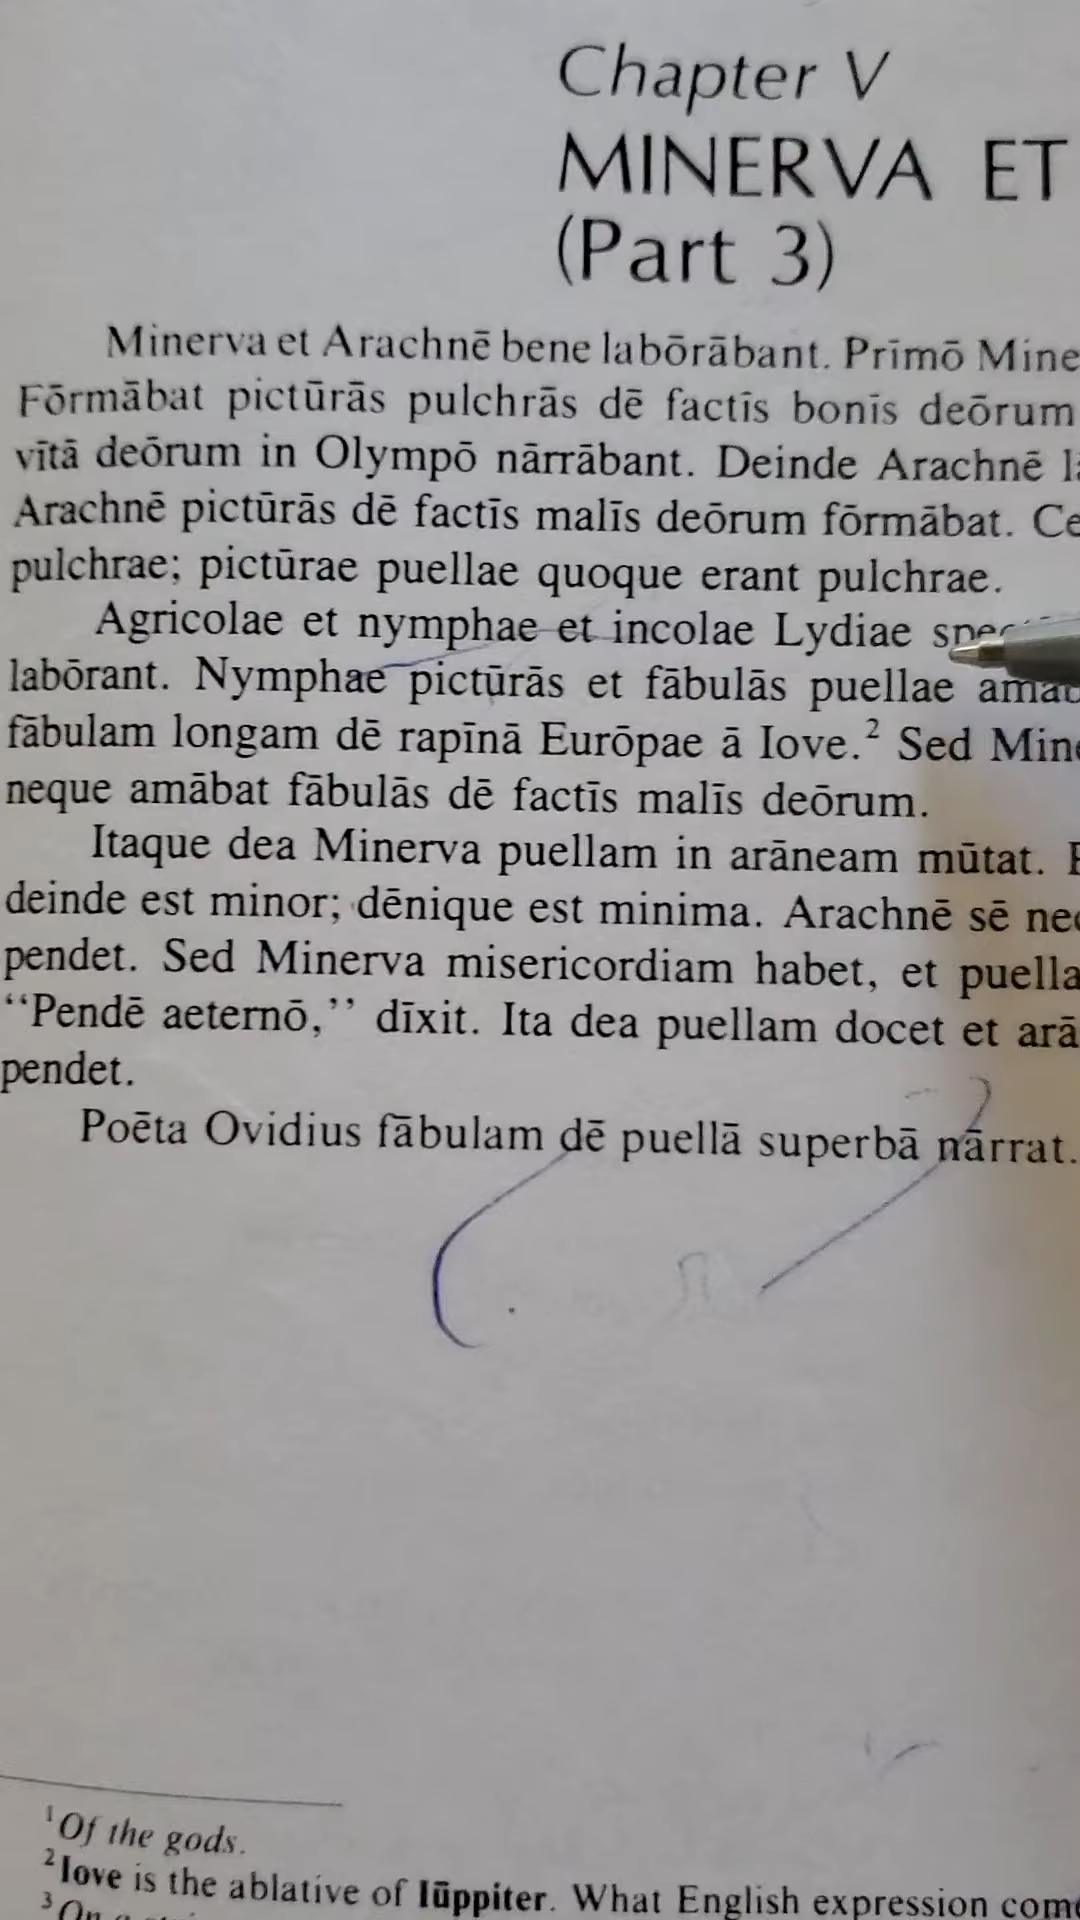 Chapter V
MINERVA ET
(Part 3)
Minerva et Arachnē bene labōrābant. Prīmō
Fōrmābat pictūrās pulchrās dē factīs bonīs deōrum
vītā deōrum in Olympō nārrābant. Deinde Arachnē
Arachnē pictūrās dē factīs malīs deōrum fōrmābat.
pulchrae; pictūrae puellae quoque erant pulchrae.
Agricolae et nymphae et incolae Lydiae
labōrant. Nymphae pictūrās et fābulās puellae
fābulam longam dē rapīnā Eurōpae ā Iove.² Sed
neque amābat fābulās dē factīs malīs deōrum.
Itaque dea Minerva puellam in arāneam mūtat.
deinde est minor; dēnique est minima. Arachnē sē
pendet. Sed Minerva misericordiam habet, et
“Pendē aeternō,” dīxit. Ita dea puellam docet et
pendet.
Poēta Ovidius fābulam dē puellā superbā nārrat.
¹Of the gods.
²Iove is the ablative of Iūppiter. What English expression
³On a